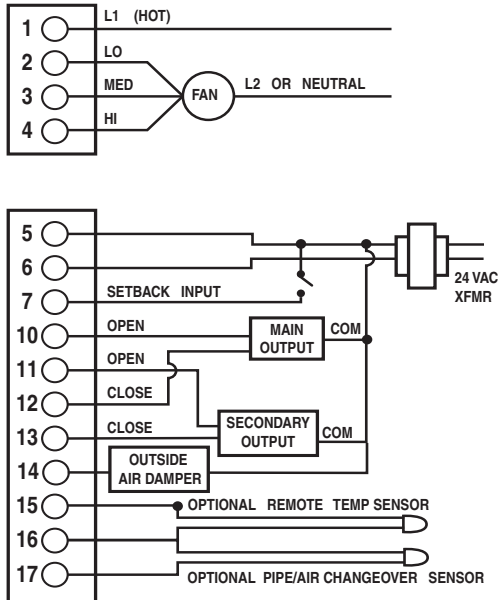 1 L1 (HOT)
2 LO
3 MED
4 HI
FAN
L2 OR NEUTRAL
5
6
7 SETBACK INPUT
24 VAC
XFMR
10 OPEN
MAIN
OUTPUT
COM
11 OPEN
12 CLOSE
13 CLOSE
SECONDARY
OUTPUT
COM
14
OUTSIDE
AIR DAMPER
15 OPTIONAL REMOTE TEMP SENSOR
16
17 OPTIONAL PIPE/AIR CHANGEOVER SENSOR